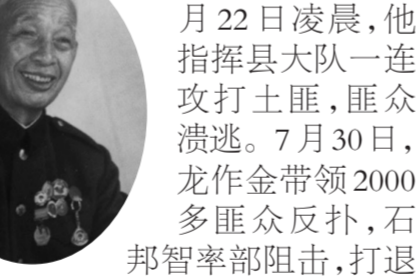 月22日凌晨,他
指挥县大队一连
攻打土匪,匪众
溃逃。7月30日,
龙作金带领2000
多匪众反扑,石
邦智率部阻击,打退